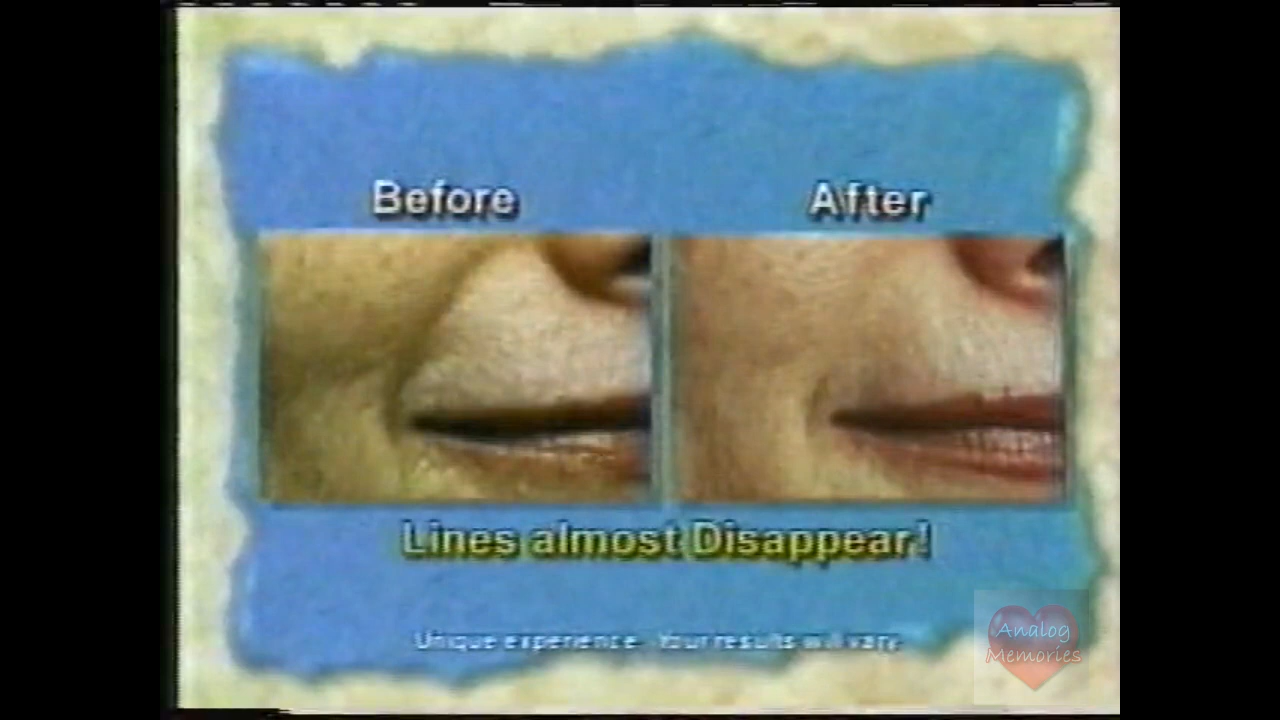 Before
After
Lines almost Disappear!
Unique experience. Your results will vary.
Analog
Memories